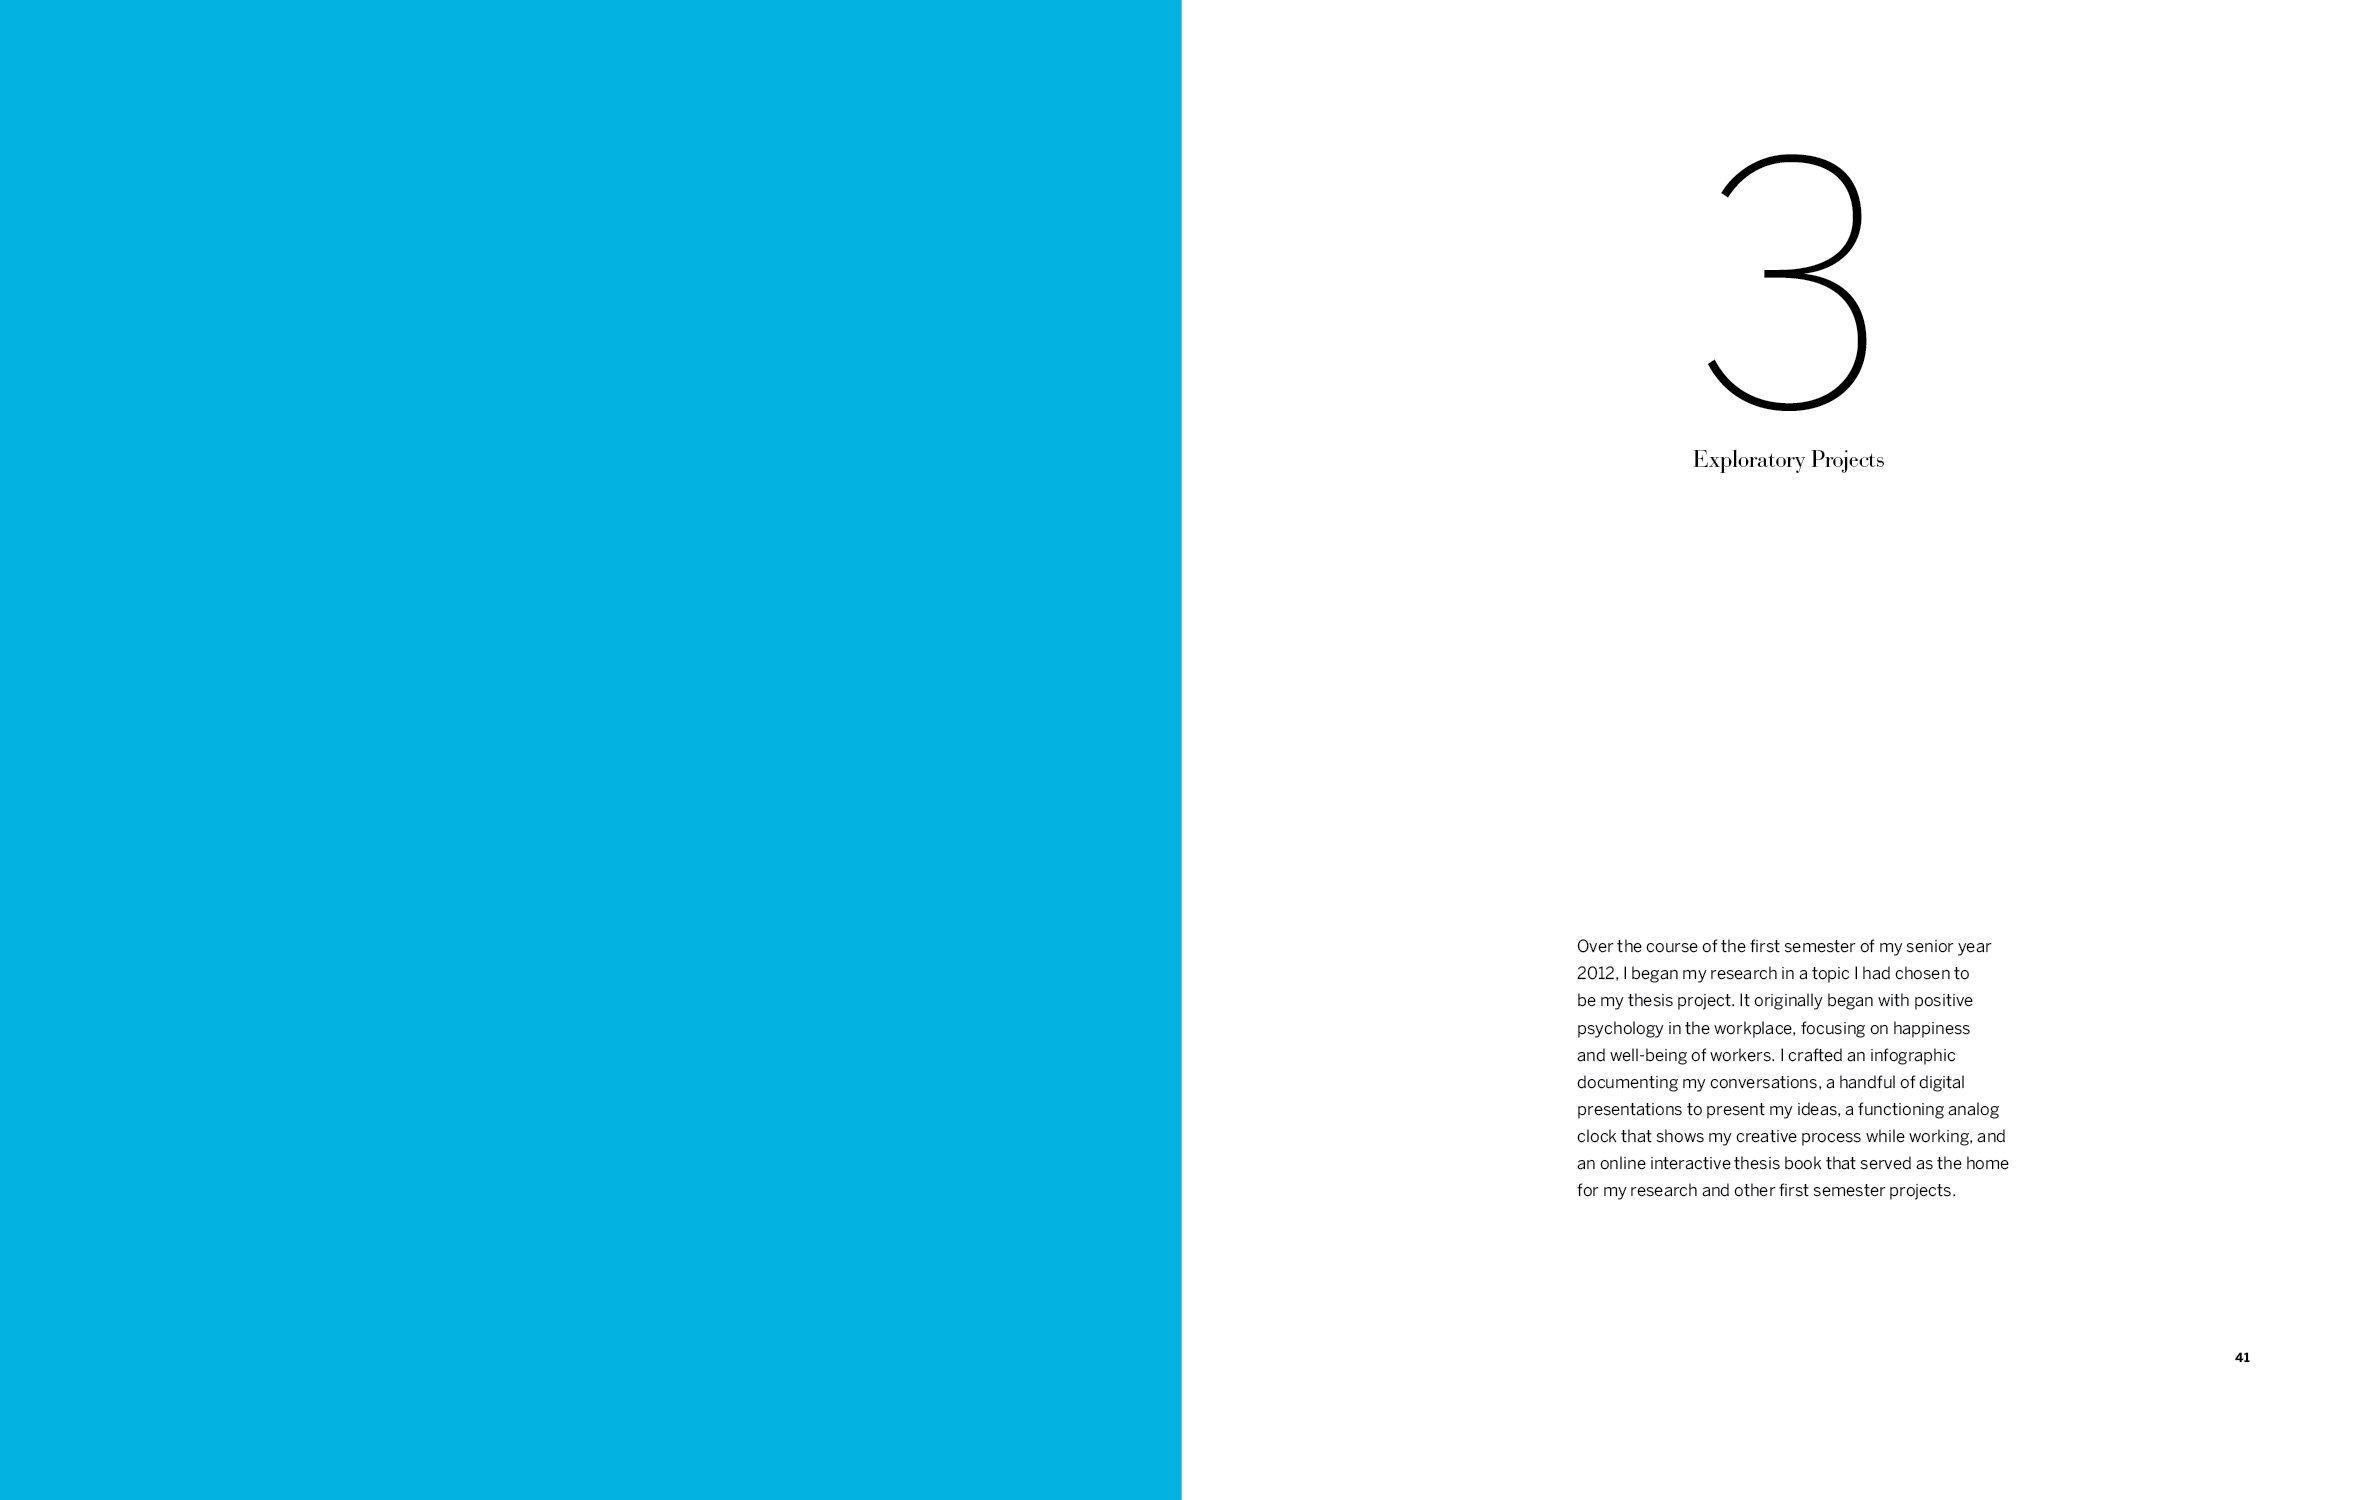 3
Exploratory Projects
Over the course of the first semester of my senior year
2012, I began my research in a topic I had chosen to
be my thesis project. It originally began with positive
psychology in the workplace, focusing on happiness
and well-being of workers. I crafted an infographic
documenting my conversations, a handful of digital
presentations to present my ideas, a functioning analog
clock that shows my creative process while working, and
an online interactive thesis book that served as the home
for my research and other first semester projects.
41